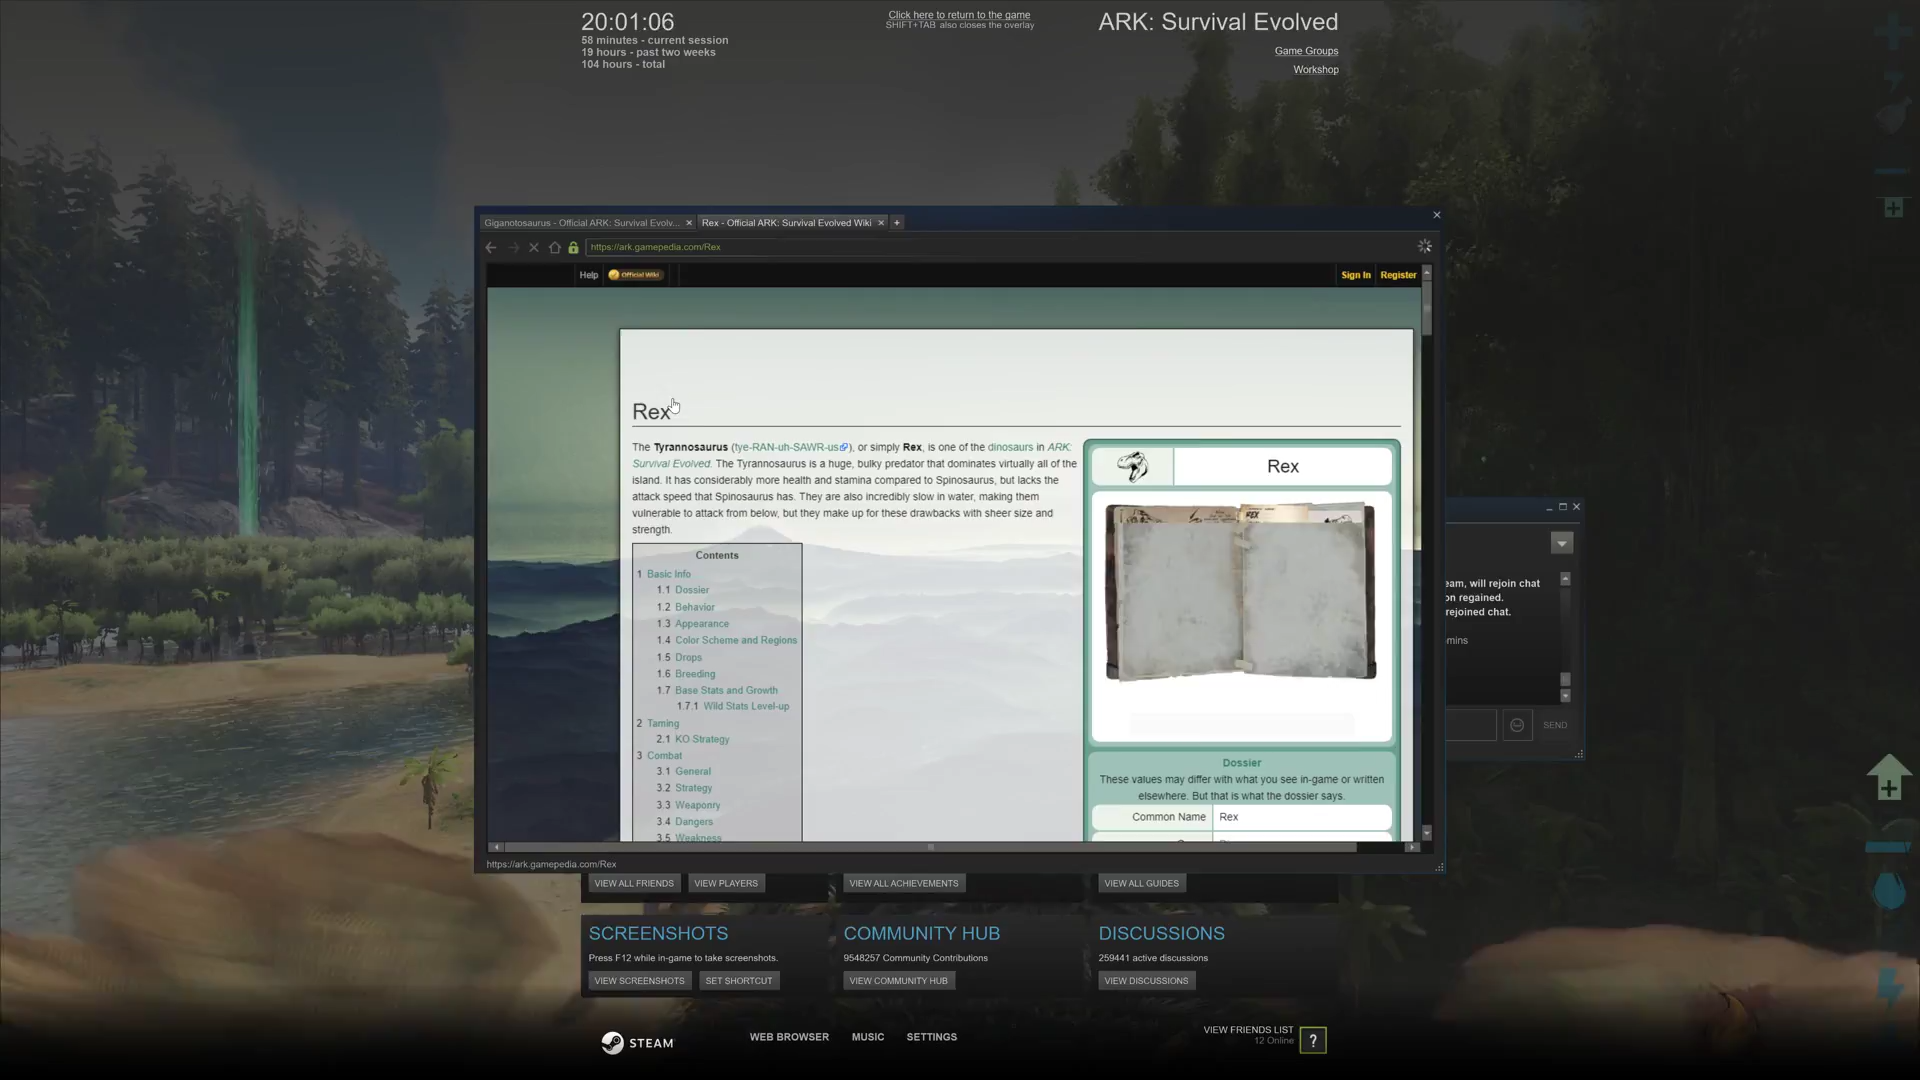 20:01:06
58 minutes - current session
19 hours - past two weeks
104 hours - total
Click here to return to the game
SHIFT+TAB also closes the overlay
ARK: Survival Evolved
Game Groups
Workshop
Giganotosaurus - Official ARK: Survival Evolv...
Rex - Official ARK: Survival Evolved Wiki
https://ark.gamepedia.com/Rex
Help
Official Wiki
Sign In
Register
Rex
The Tyrannosaurus (tye-RAN-uh-SAWR-us), or simply Rex, is one of the dinosaurs in ARK:
Survival Evolved. The Tyrannosaurus is a huge, bulky predator that dominates virtually all of the
island. It has considerably more health and stamina compared to Spinosaurus, but lacks the
attack speed that Spinosaurus has. They are also incredibly slow in water, making them
vulnerable to attack from below, but they make up for these drawbacks with sheer size and
strength.
Contents
1 Basic Info
1.1 Dossier
1.2 Behavior
1.3 Appearance
1.4 Color Scheme and Regions
1.5 Drops
1.6 Breeding
1.7 Base Stats and Growth
1.7.1 Wild Stats Level-up
2 Taming
2.1 KO Strategy
3 Combat
3.1 General
3.2 Strategy
3.3 Weaponry
3.4 Dangers
3.5 Weakness
Rex
REX
Dossier
These values may differ with what you see in-game or written
elsewhere. But that is what the dossier says.
Common Name Rex
https://ark.gamepedia.com/Rex
eam, will rejoin chat
on regained.
rejoined chat.
mins
SEND
VIEW ALL FRIENDS
VIEW PLAYERS
VIEW ALL ACHIEVEMENTS
VIEW ALL GUIDES
SCREENSHOTS
Press F12 while in-game to take screenshots.
VIEW SCREENSHOTS
SET SHORTCUT
COMMUNITY HUB
9548257 Community Contributions
VIEW COMMUNITY HUB
DISCUSSIONS
259441 active discussions
VIEW DISCUSSIONS
STEAM
WEB BROWSER
MUSIC
SETTINGS
VIEW FRIENDS LIST
12 Online
?